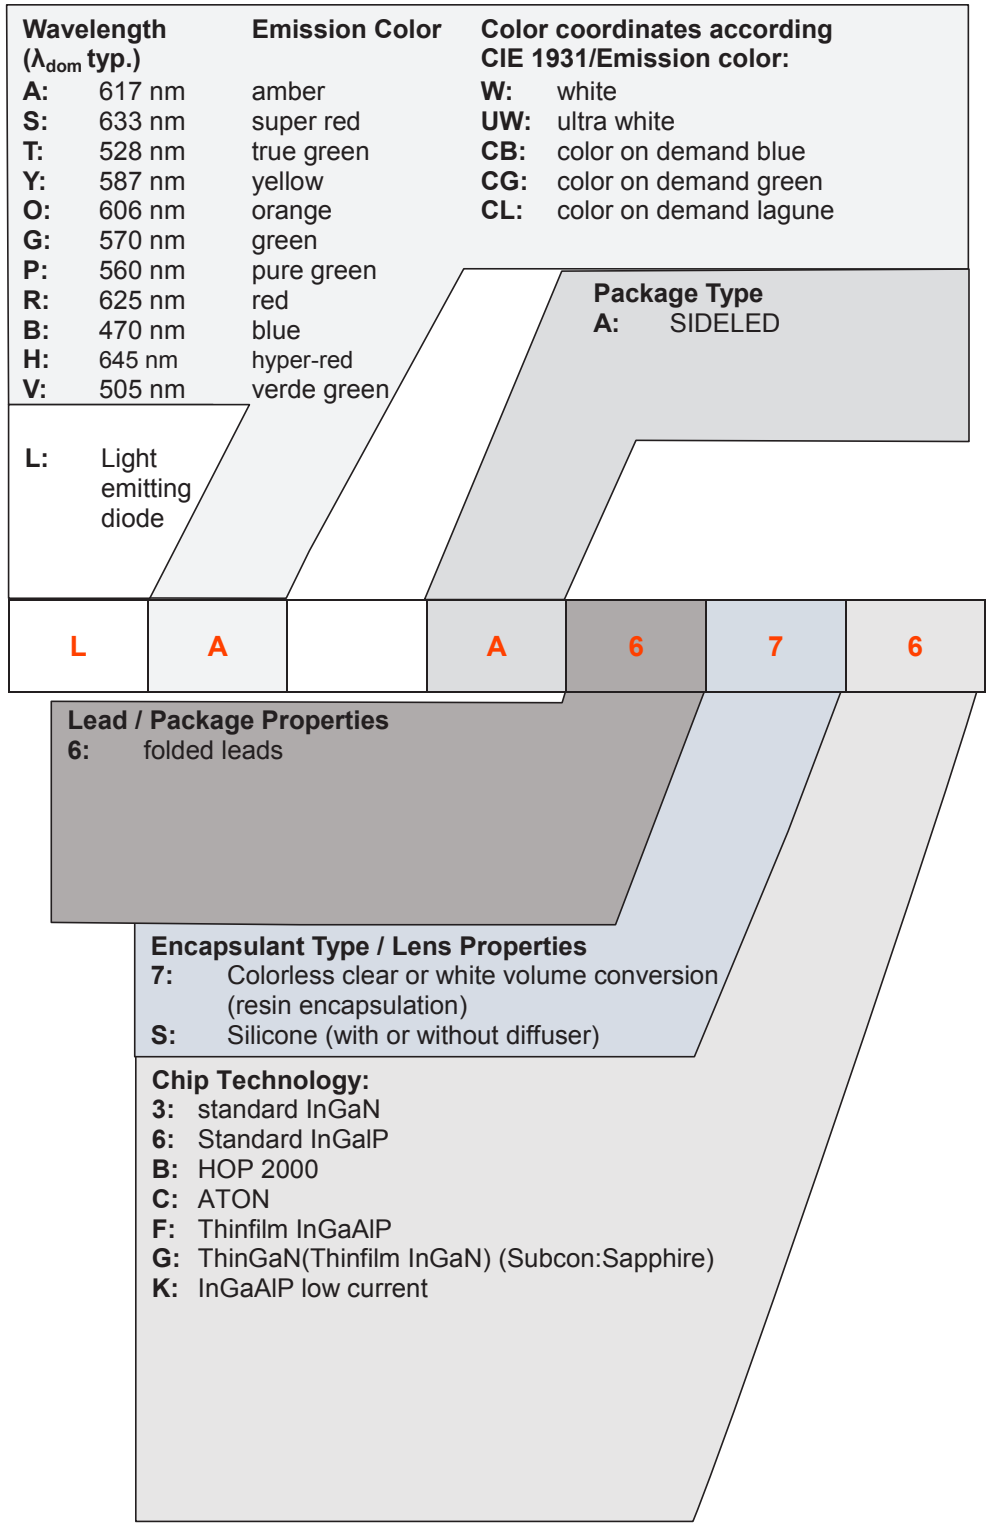 Wavelength Emission Color Color coordinates according
(λdom typ.) CIE 1931/Emission color:
A: 617 nm amber W: white
S: 633 nm super red UW: ultra white
T: 528 nm true green CB: color on demand blue
Y: 587 nm yellow CG: color on demand green
O: 606 nm orange CL: color on demand lagune
G: 570 nm green
P: 560 nm pure green
R: 625 nm red
B: 470 nm blue
H: 645 nm hyper-red
V: 505 nm verde green
Package Type
A: SIDELED
L: Light
emitting
diode
L A A 6 7 6
Lead / Package Properties
6: folded leads
Encapsulant Type / Lens Properties
7: Colorless clear or white volume conversion
(resin encapsulation)
S: Silicone (with or without diffuser)
Chip Technology:
3: standard InGaN
6: Standard InGalP
B: HOP 2000
C: ATON
F: Thinfilm InGaAlP
G: ThinGaN(Thinfilm InGaN) (Subcon:Sapphire)
K: InGaAlP low current